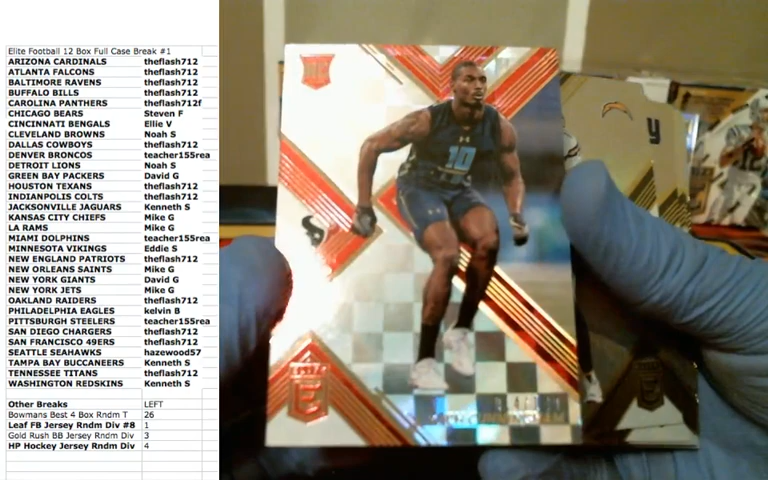 Elite Football 12 Box Full Case Break #1
ARIZONA CARDINALS theflash712
ATLANTA FALCONS theflash712
BALTIMORE RAVENS theflash712
BUFFALO BILLS theflash712
CAROLINA PANTHERS theflash712f
CHICAGO BEARS Steven F
CINCINNATI BENGALS Ellie V
CLEVELAND BROWNS Noah S
DALLAS COWBOYS theflash712
DENVER BRONCOS teacher155rea
DETROIT LIONS Noah S
GREEN BAY PACKERS David G
HOUSTON TEXANS theflash712
INDIANPOLIS COLTS theflash712
JACKSONVILLE JAGUARS Kenneth S
KANSAS CITY CHIEFS Mike G
LA RAMS Mike G
MIAMI DOLPHINS teacher155rea
MINNESOTA VIKINGS Eddie S
NEW ENGLAND PATRIOTS theflash712
NEW ORLEANS SAINTS Mike G
NEW YORK GIANTS David G
NEW YORK JETS Mike G
OAKLAND RAIDERS theflash712
PHILADELPHIA EAGLES kelvin B
PITTSBURGH STEELERS teacher155rea
SAN DIEGO CHARGERS theflash712
SAN FRANCISCO 49ERS theflash712
SEATTLE SEAHAWKS hazewood57
TAMPA BAY BUCCANEERS Kenneth S
TENNESSEE TITANS theflash712
WASHINGTON REDSKINS Kenneth S
Other Breaks LEFT
Bowmans Best 4 Box Rndm T 26
Leaf FB Jersey Rndm Div #8 1
Gold Rush BB Jersey Rndm Div 3
HP Hockey Jersey Rndm Div 4
10